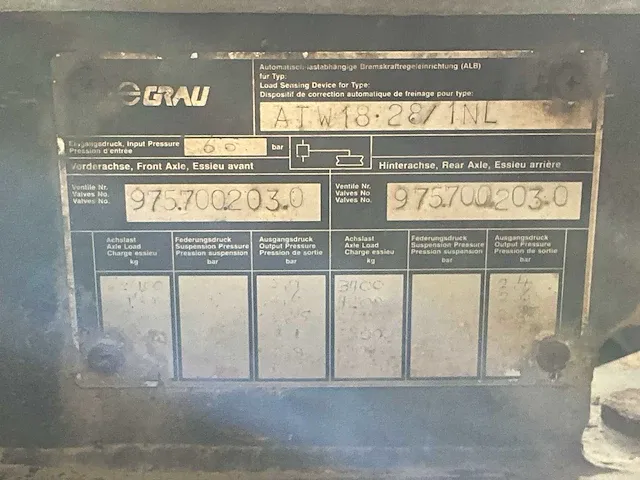 GRAU
Automatisch-lastabhängige Bremskraftregeleinrichtung (ALB)
für Typ:
Load Sensing Device for Type:
Dispositif de correction automatique de freinage pour type:
ATW18·28/1NL
Eingangsdruck, Input Pressure
Pression d'entrée
bar
Vorderachse, Front Axle, Essieu avant
Hinterachse, Rear Axle, Essieu arrière
Ventile Nr.
Valves No.
Valves No.
975.700.203.0
Ventile Nr.
Valves No.
Valves No.
975.700.203.0
Achslast
Axle Load
Charge essieu
kg
Federungsdruck
Suspension Pressure
Pression suspension
bar
Ausgangsdruck
Output Pressure
Pression de sortie
bar
Achslast
Axle Load
Charge essieu
kg
Federungsdruck
Suspension Pressure
Pression suspension
bar
Ausgangsdruck
Output Pressure
Pression de sortie
bar